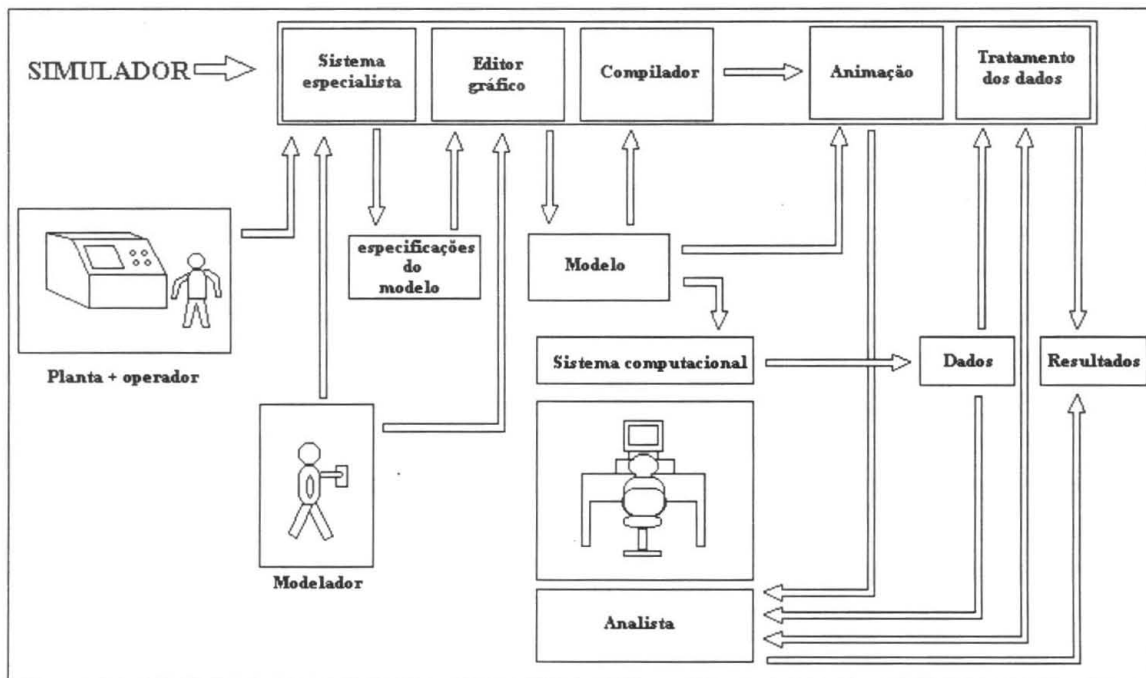 SIMULADOR
Sistema
especialista
Editor
gráfico
Compilador
Animação
Tratamento
dos dados
especificações
do
modelo
Modelo
Planta + operador
Sistema computacional
Dados
Resultados
Modelador
Analista